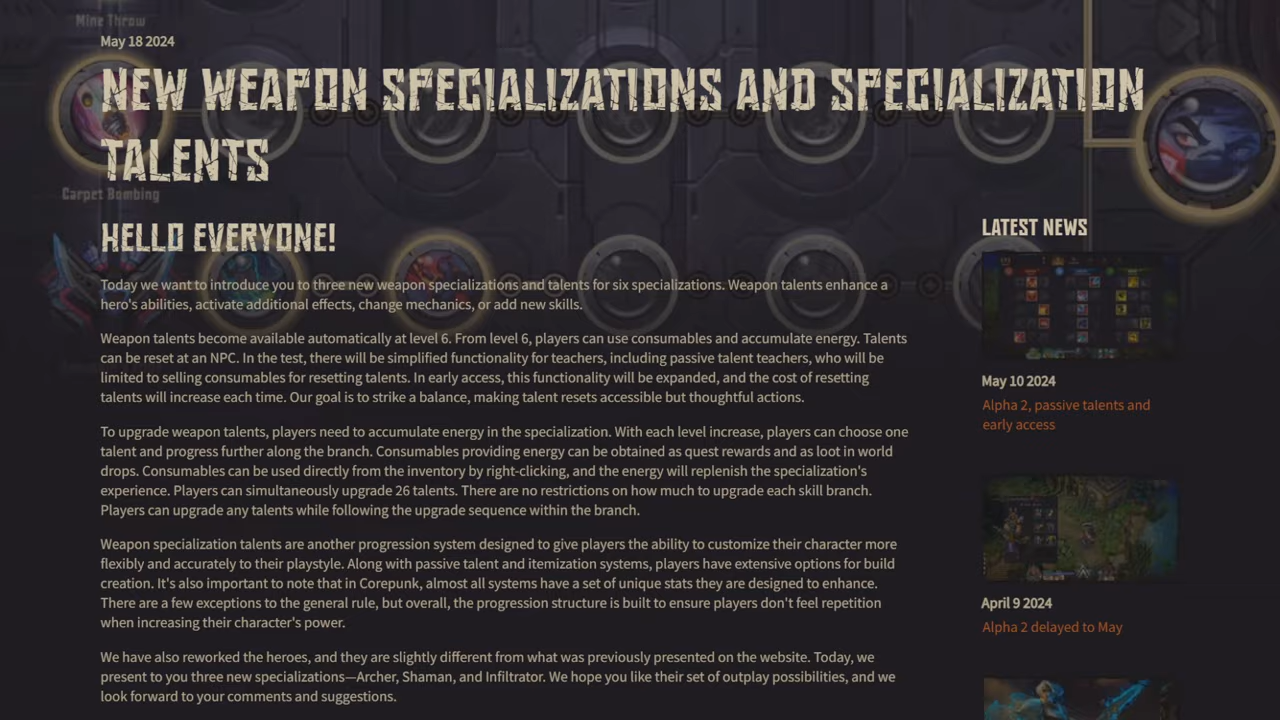 Mine Throw
May 18 2024
NEW WEAPON SPECIALIZATIONS AND SPECIALIZATION
TALENTS
Carpet Bombing
HELLO EVERYONE!
Today we want to introduce you to three new weapon specializations and talents for six specializations. Weapon talents enhance a
hero's abilities, activate additional effects, change mechanics, or add new skills.
Weapon talents become available automatically at level 6. From level 6, players can use consumables and accumulate energy. Talents
can be reset at an NPC. In the test, there will be simplified functionality for teachers, including passive talent teachers, who will be
limited to selling consumables for resetting talents. In early access, this functionality will be expanded, and the cost of resetting
talents will increase each time. Our goal is to strike a balance, making talent resets accessible but thoughtful actions.
To upgrade weapon talents, players need to accumulate energy in the specialization. With each level increase, players can choose one
talent and progress further along the branch. Consumables providing energy can be obtained as quest rewards and as loot in world
drops. Consumables can be used directly from the inventory by right-clicking, and the energy will replenish the specialization's
experience. Players can simultaneously upgrade 26 talents. There are no restrictions on how much to upgrade each skill branch.
Players can upgrade any talents while following the upgrade sequence within the branch.
Weapon specialization talents are another progression system designed to give players the ability to customize their character more
flexibly and accurately to their playstyle. Along with passive talent and itemization systems, players have extensive options for build
creation. It's also important to note that in Corepunk, almost all systems have a set of unique stats they are designed to enhance.
There are a few exceptions to the general rule, but overall, the progression structure is built to ensure players don't feel repetition
when increasing their character's power.
We have also reworked the heroes, and they are slightly different from what was previously presented on the website. Today, we
present to you three new specializations—Archer, Shaman, and Infiltrator. We hope you like their set of outplay possibilities, and we
look forward to your comments and suggestions.
LATEST NEWS
May 10 2024
Alpha 2, passive talents and
early access
April 9 2024
Alpha 2 delayed to May